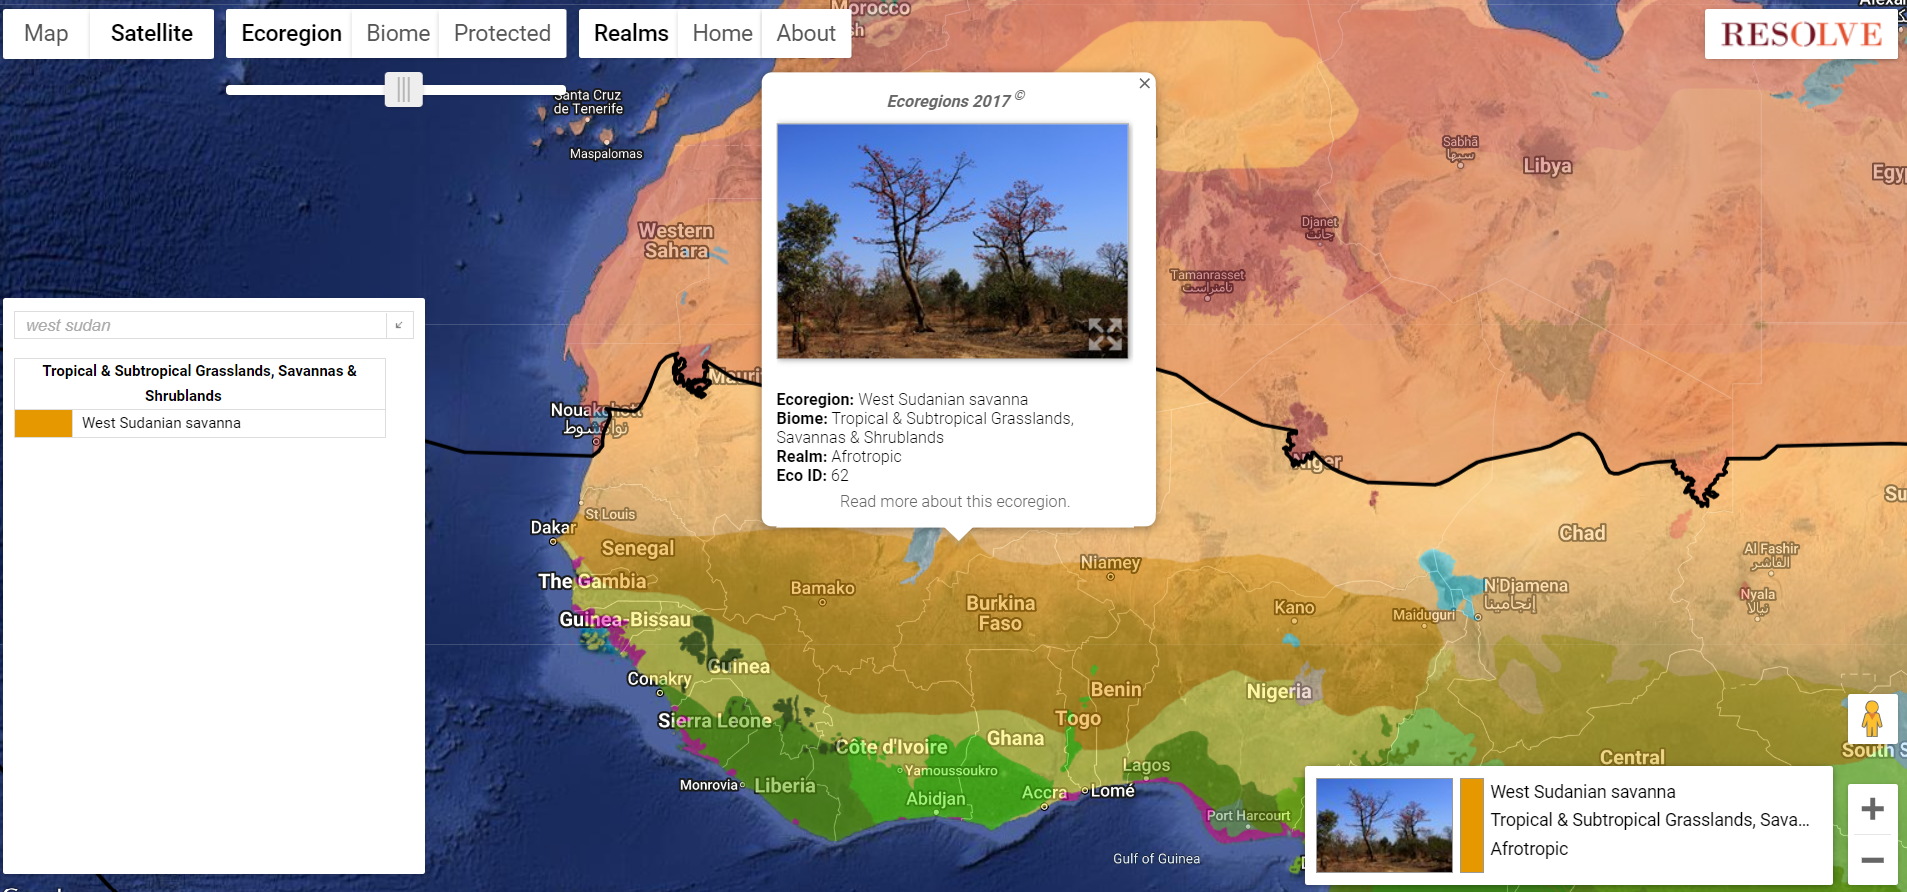 Map
Satellite
Ecoregion
Biome
Protected
Realms
Home
About
RESOLVE
Morocco
Santa Cruz
de Tenerife
Maspalomas
Ecoregions 2017 ©
Sabhā
سبها
Libya
Western
Sahara
Djanet
جانت
Tamanrasset
تامنراست
west sudan
Tropical & Subtropical Grasslands, Savannas &
Shrublands
West Sudanian savanna
Nouakchott
نواكشوط
Ecoregion: West Sudanian savanna
Biome: Tropical & Subtropical Grasslands,
Savannas & Shrublands
Realm: Afrotropic
Eco ID: 62
Read more about this ecoregion.
Niger
St Louis
Dakar
Senegal
Chad
Al Fashir
الفاشر
The Gambia
Bamako
Niamey
N'Djamena
إنجامينا
Nyala
نيالا
Burkina
Faso
Kano
Maiduguri
Guinea-Bissau
Guinea
Conakry
Benin
Nigeria
Sierra Leone
Togo
Ghana
Côte d'Ivoire
Yamoussoukro
Monrovia
Liberia
Abidjan
Accra
Lomé
Lagos
Central
South S
Port Harcourt
Gulf of Guinea
West Sudanian savanna
Tropical & Subtropical Grasslands, Sava...
Afrotropic